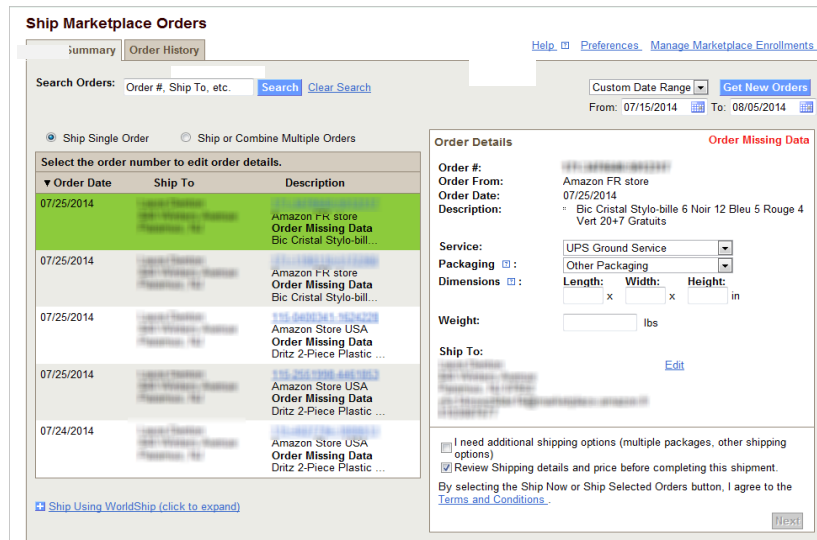 Ship Marketplace Orders
Summary Order History
Help Preferences Manage Marketplace Enrollments
Search Orders: Order #, Ship To, etc. Search Clear Search
Custom Date Range Get New Orders
From: 07/15/2014 To: 08/05/2014
Ship Single Order Ship or Combine Multiple Orders
Select the order number to edit order details.
▼ Order Date Ship To Description
07/25/2014
Amazon FR store
Order Missing Data
Bic Cristal Stylo-bill...
07/25/2014
Amazon FR store
Order Missing Data
Bic Cristal Stylo-bill...
07/25/2014
Amazon Store USA
Order Missing Data
Dritz 2-Piece Plastic ...
07/25/2014
Amazon Store USA
Order Missing Data
Dritz 2-Piece Plastic ...
07/24/2014
Amazon Store USA
Order Missing Data
Dritz 2-Piece Plastic ...
Ship Using WorldShip (click to expand)
Order Details Order Missing Data
Order #:
Order From: Amazon FR store
Order Date: 07/25/2014
Description: Bic Cristal Stylo-bille 6 Noir 12 Bleu 5 Rouge 4
Vert 20+7 Gratuits
Service: UPS Ground Service
Packaging ? : Other Packaging
Dimensions ? : Length: Width: Height:
x x in
Weight: lbs
Ship To:
Edit
I need additional shipping options (multiple packages, other shipping
options)
Review Shipping details and price before completing this shipment.
By selecting the Ship Now or Ship Selected Orders button, I agree to the
Terms and Conditions .
Next